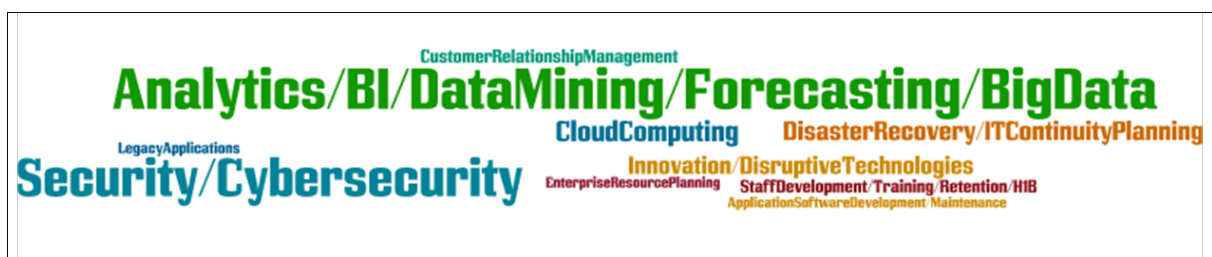 CustomerRelationshipManagement
Analytics/BI/DataMining/Forecasting/BigData
CloudComputing DisasterRecovery/ITContinuityPlanning
LegacyApplications
Security/Cybersecurity
Innovation/DisruptiveTechnologies
EnterpriseResourcePlanning StaffDevelopment/Training/Retention/H1B
ApplicationSoftwareDevelopment/Maintenance